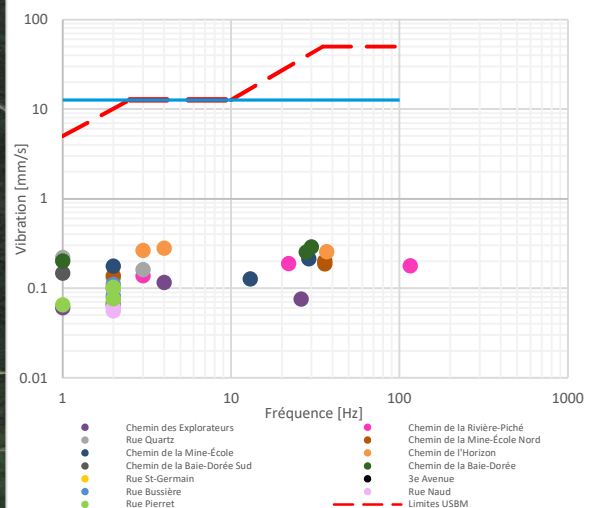 100
10
1
0.1
0.01
Vibration [mm/s]
1 10 100 1000
Fréquence [Hz]
Chemin des Explorateurs Chemin de la Rivière-Piché
Rue Quartz Chemin de la Mine-École Nord
Chemin de la Mine-École Chemin de l'Horizon
Chemin de la Baie-Dorée Sud Chemin de la Baie-Dorée
Rue St-Germain 3e Avenue
Rue Bussière Rue Naud
Rue Pierret Limites USBM